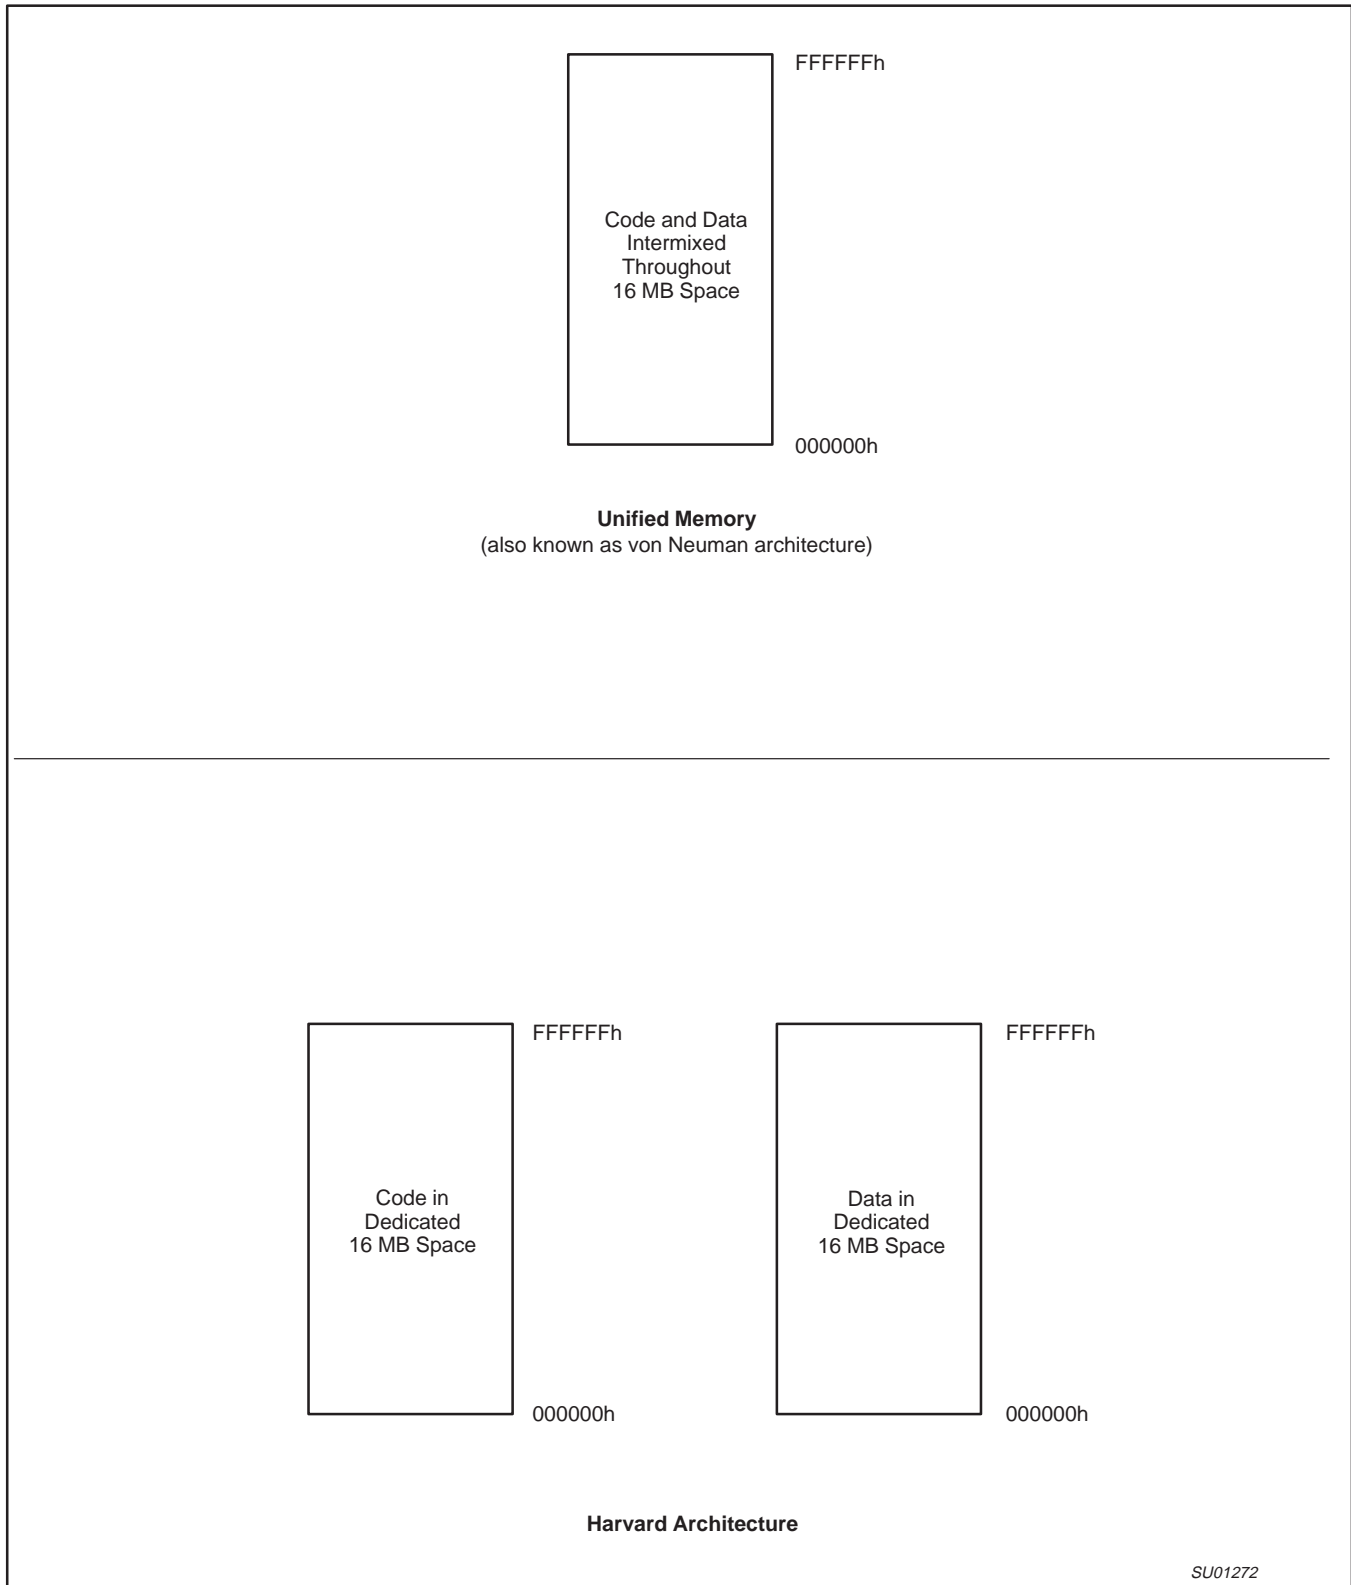 FFFFFFh
Code and Data
Intermixed
Throughout
16 MB Space
000000h
Unified Memory
(also known as von Neuman architecture)
FFFFFFh
Code in
Dedicated
16 MB Space
000000h
FFFFFFh
Data in
Dedicated
16 MB Space
000000h
Harvard Architecture
SU01272